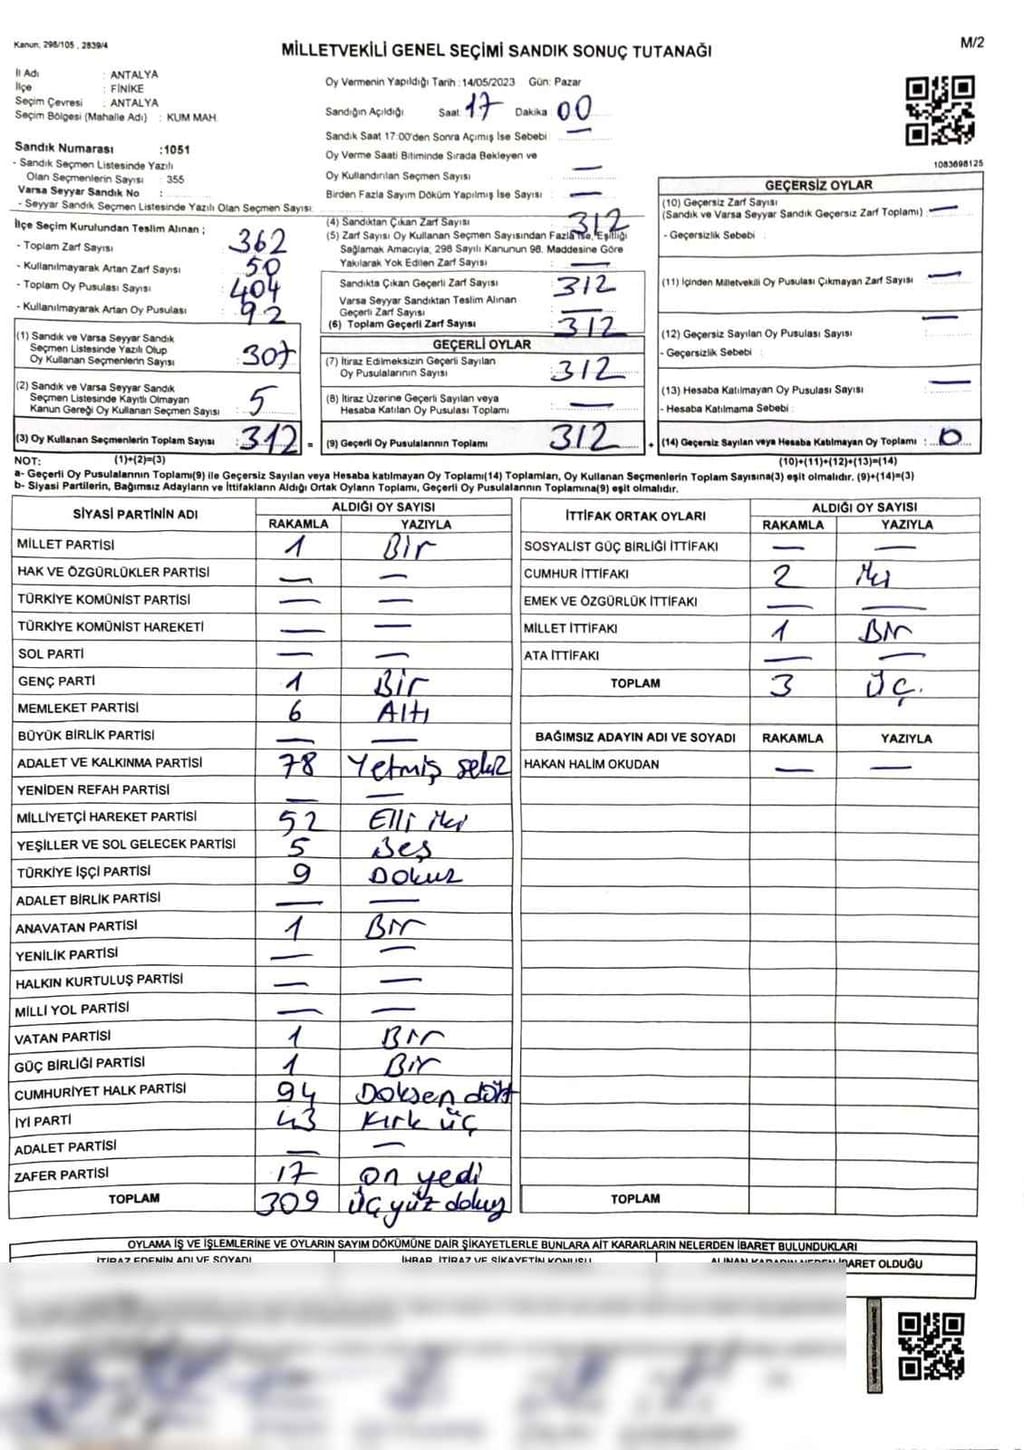 Kanun, 298/105 , 2839/4
MİLLETVEKİLİ GENEL SEÇİMİ SANDIK SONUÇ TUTANAĞI
M/2
İl Adı : ANTALYA
İlçe : FİNİKE
Seçim Çevresi : ANTALYA
Seçim Bölgesi (Mahalle Adı) : KUM MAH.
Sandık Numarası :1051
- Sandık Seçmen Listesinde Yazılı
Olan Seçmenlerin Sayısı : 355
Varsa Seyyar Sandık No :
- Seyyar Sandık Seçmen Listesinde Yazılı Olan Seçmen Sayısı:
Oy Vermenin Yapıldığı Tarih :14/05/2023 Gün: Pazar
Sandığın Açıldığı Saat: 17 Dakika: 00
Sandık Saat 17:00'den Sonra Açımış İse Sebebi : —
Oy Verme Saati Bitiminde Sırada Bekleyen ve
Oy Kullandırılan Seçmen Sayısı : —
Birden Fazla Sayım Döküm Yapılmış İse Sayısı : —
1083698125
İlçe Seçim Kurulundan Teslim Alınan ;
- Toplam Zarf Sayısı : 362
- Kullanılmayarak Artan Zarf Sayısı : 50
- Toplam Oy Pusulası Sayısı : 404
- Kullanılmayarak Artan Oy Pusulası : 92
(1) Sandık ve Varsa Seyyar Sandık
Seçmen Listesinde Yazılı Olup
Oy Kullanan Seçmenlerin Sayısı : 307
(2) Sandık ve Varsa Seyyar Sandık
Seçmen Listesinde Kayıtlı Olmayan
Kanun Gereği Oy Kullanan Seçmen Sayısı : 5
(3) Oy Kullanan Seçmenlerin Toplam Sayısı : 312 =
(4) Sandıktan Çıkan Zarf Sayısı : 312
(5) Zarf Sayısı Oy Kullanan Seçmen Sayısından Fazla İse, Eşitliği
Sağlamak Amacıyla, 298 Sayılı Kanunun 98. Maddesine Göre
Yakılarak Yok Edilen Zarf Sayısı : —
Sandıkta Çıkan Geçerli Zarf Sayısı : 312
Varsa Seyyar Sandıktan Teslim Alınan
Geçerli Zarf Sayısı : —
(6) Toplam Geçerli Zarf Sayısı : 312
GEÇERLİ OYLAR
(7) İtiraz Edilmeksizin Geçerli Sayılan
Oy Pusulalarının Sayısı : 312
(8) İtiraz Üzerine Geçerli Sayılan veya
Hesaba Katılan Oy Pusulası Toplamı : —
(9) Geçerli Oy Pusulalarının Toplamı : 312 +
GEÇERSİZ OYLAR
(10) Geçersiz Zarf Sayısı
(Sandık ve Varsa Seyyar Sandık Geçersiz Zarf Toplamı) : —
- Geçersizlik Sebebi :
(11) İçinden Milletvekili Oy Pusulası Çıkmayan Zarf Sayısı : —
(12) Geçersiz Sayılan Oy Pusulası Sayısı : —
- Geçersizlik Sebebi :
(13) Hesaba Katılmayan Oy Pusulası Sayısı : —
- Hesaba Katılmama Sebebi :
(14) Geçersiz Sayılan veya Hesaba Katılmayan Oy Toplamı : 0
NOT: (1)+(2)=(3) (10)+(11)+(12)+(13)=(14)
a- Geçerli Oy Pusulalarının Toplamı(9) ile Geçersiz Sayılan veya Hesaba katılmayan Oy Toplamı(14) Toplamları, Oy Kullanan Seçmenlerin Toplam Sayısına(3) eşit olmalıdır. (9)+(14)=(3)
b- Siyasi Partilerin, Bağımsız Adayların ve İttifakların Aldığı Ortak Oyların Toplamı, Geçerli Oy Pusulalarının Toplamına(9) eşit olmalıdır.
SİYASİ PARTİNİN ADI ALDIĞI OY SAYISI
RAKAMLA YAZIYLA
MİLLET PARTİSİ 1 Bir
HAK VE ÖZGÜRLÜKLER PARTİSİ — —
TÜRKİYE KOMÜNİST PARTİSİ — —
TÜRKİYE KOMÜNİST HAREKETİ — —
SOL PARTİ — —
GENÇ PARTİ 1 Bir
MEMLEKET PARTİSİ 6 Altı
BÜYÜK BİRLİK PARTİSİ — —
ADALET VE KALKINMA PARTİSİ 78 Yetmiş sekiz
YENİDEN REFAH PARTİSİ — —
MİLLİYETÇİ HAREKET PARTİSİ 52 Elli iki
YEŞİLLER VE SOL GELECEK PARTİSİ 5 Beş
TÜRKİYE İŞÇİ PARTİSİ 9 Dokuz
ADALET BİRLİK PARTİSİ — —
ANAVATAN PARTİSİ 1 Bir
YENİLİK PARTİSİ — —
HALKIN KURTULUŞ PARTİSİ — —
MİLLİ YOL PARTİSİ — —
VATAN PARTİSİ 1 Bir
GÜÇ BİRLİĞİ PARTİSİ 1 Bir
CUMHURİYET HALK PARTİSİ 94 Doksen dört
İYİ PARTİ 43 Kırk üç
ADALET PARTİSİ — —
ZAFER PARTİSİ 17 On yedi
TOPLAM 309 üç yüz dokuz
İTTİFAK ORTAK OYLARI ALDIĞI OY SAYISI
RAKAMLA YAZIYLA
SOSYALİST GÜÇ BİRLİĞİ İTTİFAKI — —
CUMHUR İTTİFAKI 2 iki
EMEK VE ÖZGÜRLÜK İTTİFAKI — —
MİLLET İTTİFAKI 1 Bir
ATA İTTİFAKI — —
TOPLAM 3 üç.
BAĞIMSIZ ADAYIN ADI VE SOYADI RAKAMLA YAZIYLA
HAKAN HALİM OKUDAN — —
TOPLAM
OYLAMA İŞ VE İŞLEMLERİNE VE OYLARIN SAYIM DÖKÜMÜNE DAİR ŞİKAYETLERLE BUNLARA AİT KARARLARIN NELERDEN İBARET BULUNDUKLARI
İTİRAZ EDENİN ADI VE SOYADI İHBAR, İTİRAZ VE ŞİKAYETİN KONUSU ALINAN KARARIN NEDEN İBARET OLDUĞU